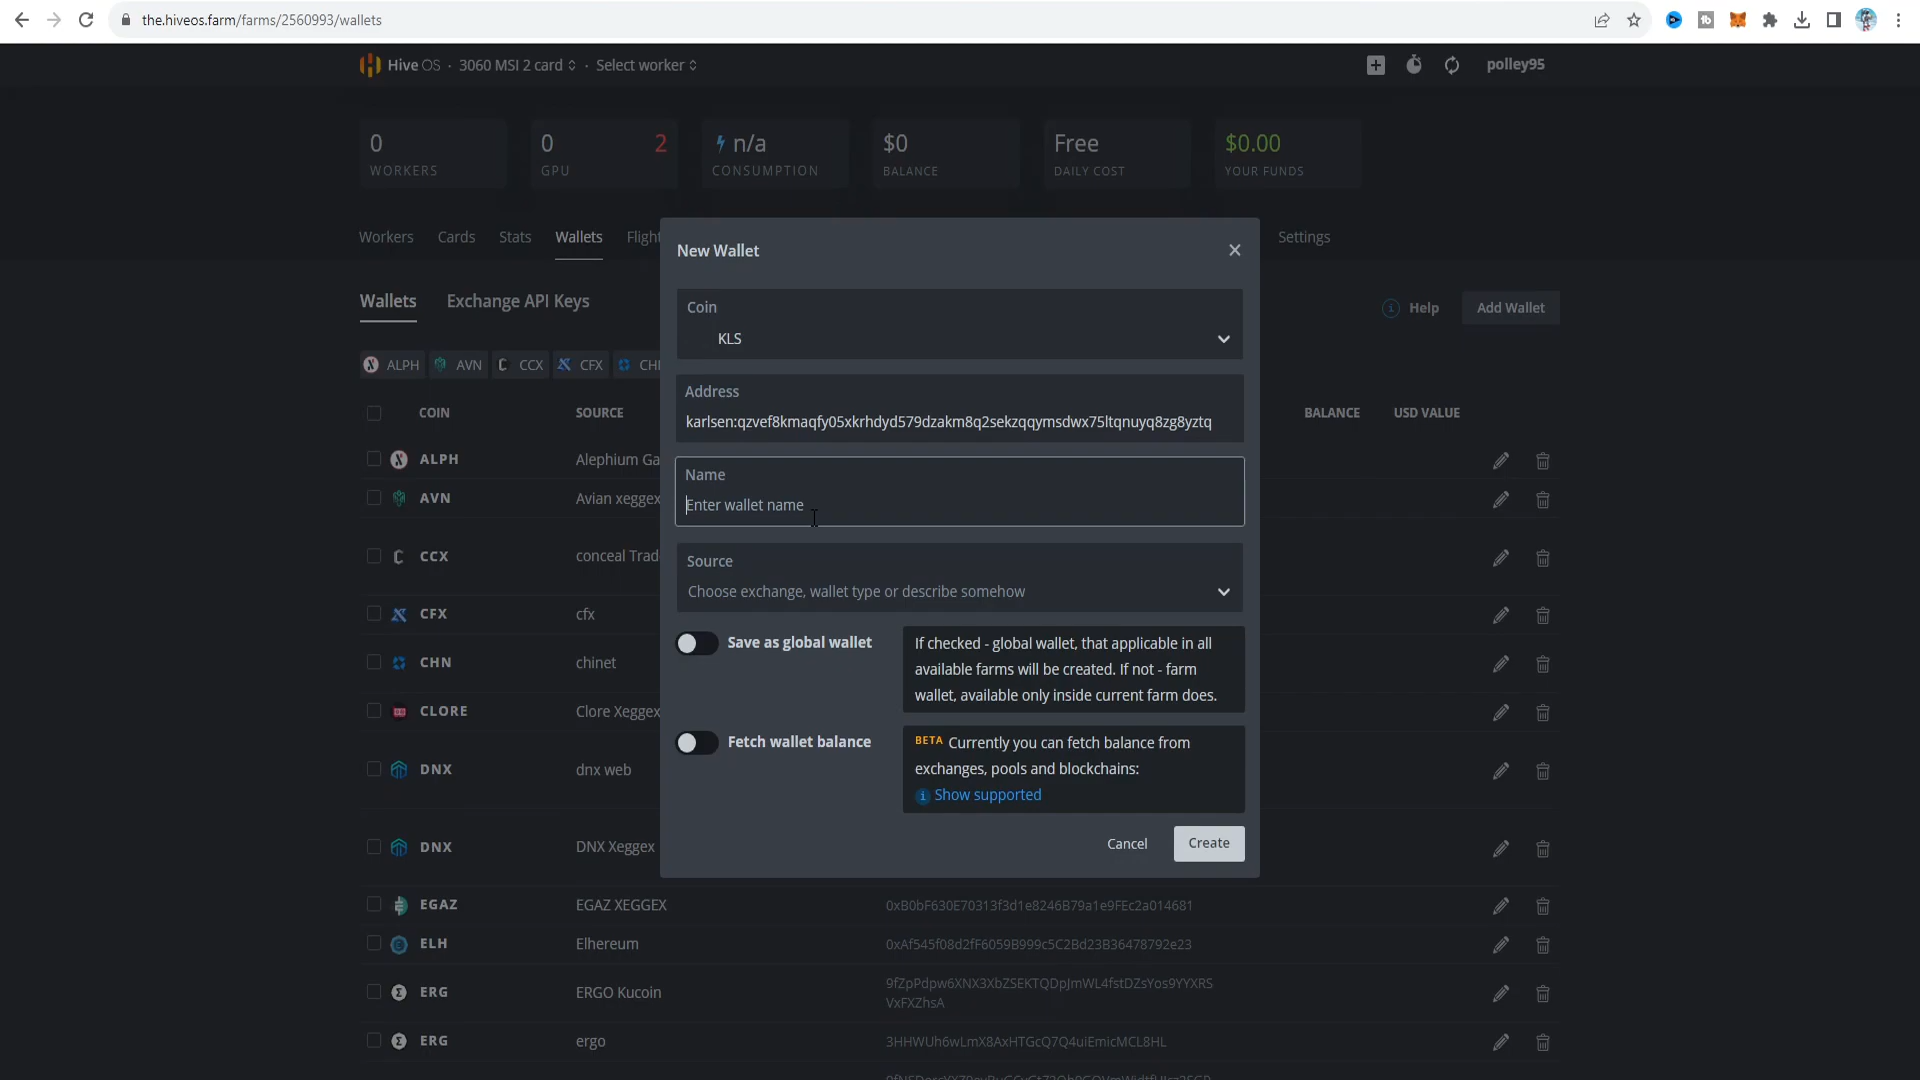 the.hiveos.farm/farms/2560993/wallets
Hive OS · 3060 MSI 2 card · Select worker
polley95
0
WORKERS
0 2
GPU
n/a
CONSUMPTION
$0
BALANCE
Free
DAILY COST
$0.00
YOUR FUNDS
Workers Cards Stats Wallets Flight Settings
New Wallet
Wallets Exchange API Keys
Help Add Wallet
Coin
KLS
ALPH AVN CCX CFX CHI
Address
karlsen:qzvef8kmaqfy05xkrhdyd579dzakm8q2sekzqqymsdwx75ltqnuyq8zg8yztq
COIN SOURCE BALANCE USD VALUE
ALPH Alephium Ga
Name
Enter wallet name
AVN Avian xeggex
CCX conceal Trad
Source
Choose exchange, wallet type or describe somehow
CFX cfx
Save as global wallet
If checked - global wallet, that applicable in all
available farms will be created. If not - farm
wallet, available only inside current farm does.
CHN chinet
CLORE Clore Xeggex
Fetch wallet balance
BETA Currently you can fetch balance from
exchanges, pools and blockchains:
Show supported
DNX dnx web
Cancel Create
DNX DNX Xeggex
EGAZ EGAZ XEGGEX 0xB0bF630E70313f3d1e8246B79a1e9FEc2a014681
ELH Elhereum 0xAf545f08d2fF6059B999c5C2Bd23B36478792e23
ERG ERGO Kucoin 9fZpPdpw6XNX3XbZSEKTQDpJmWL4fstDZsYos9YYXRS
VxFXZhsA
ERG ergo 3HHWUh6wLmX8AxHTGcQ7Q4uiEmicMCL8HL